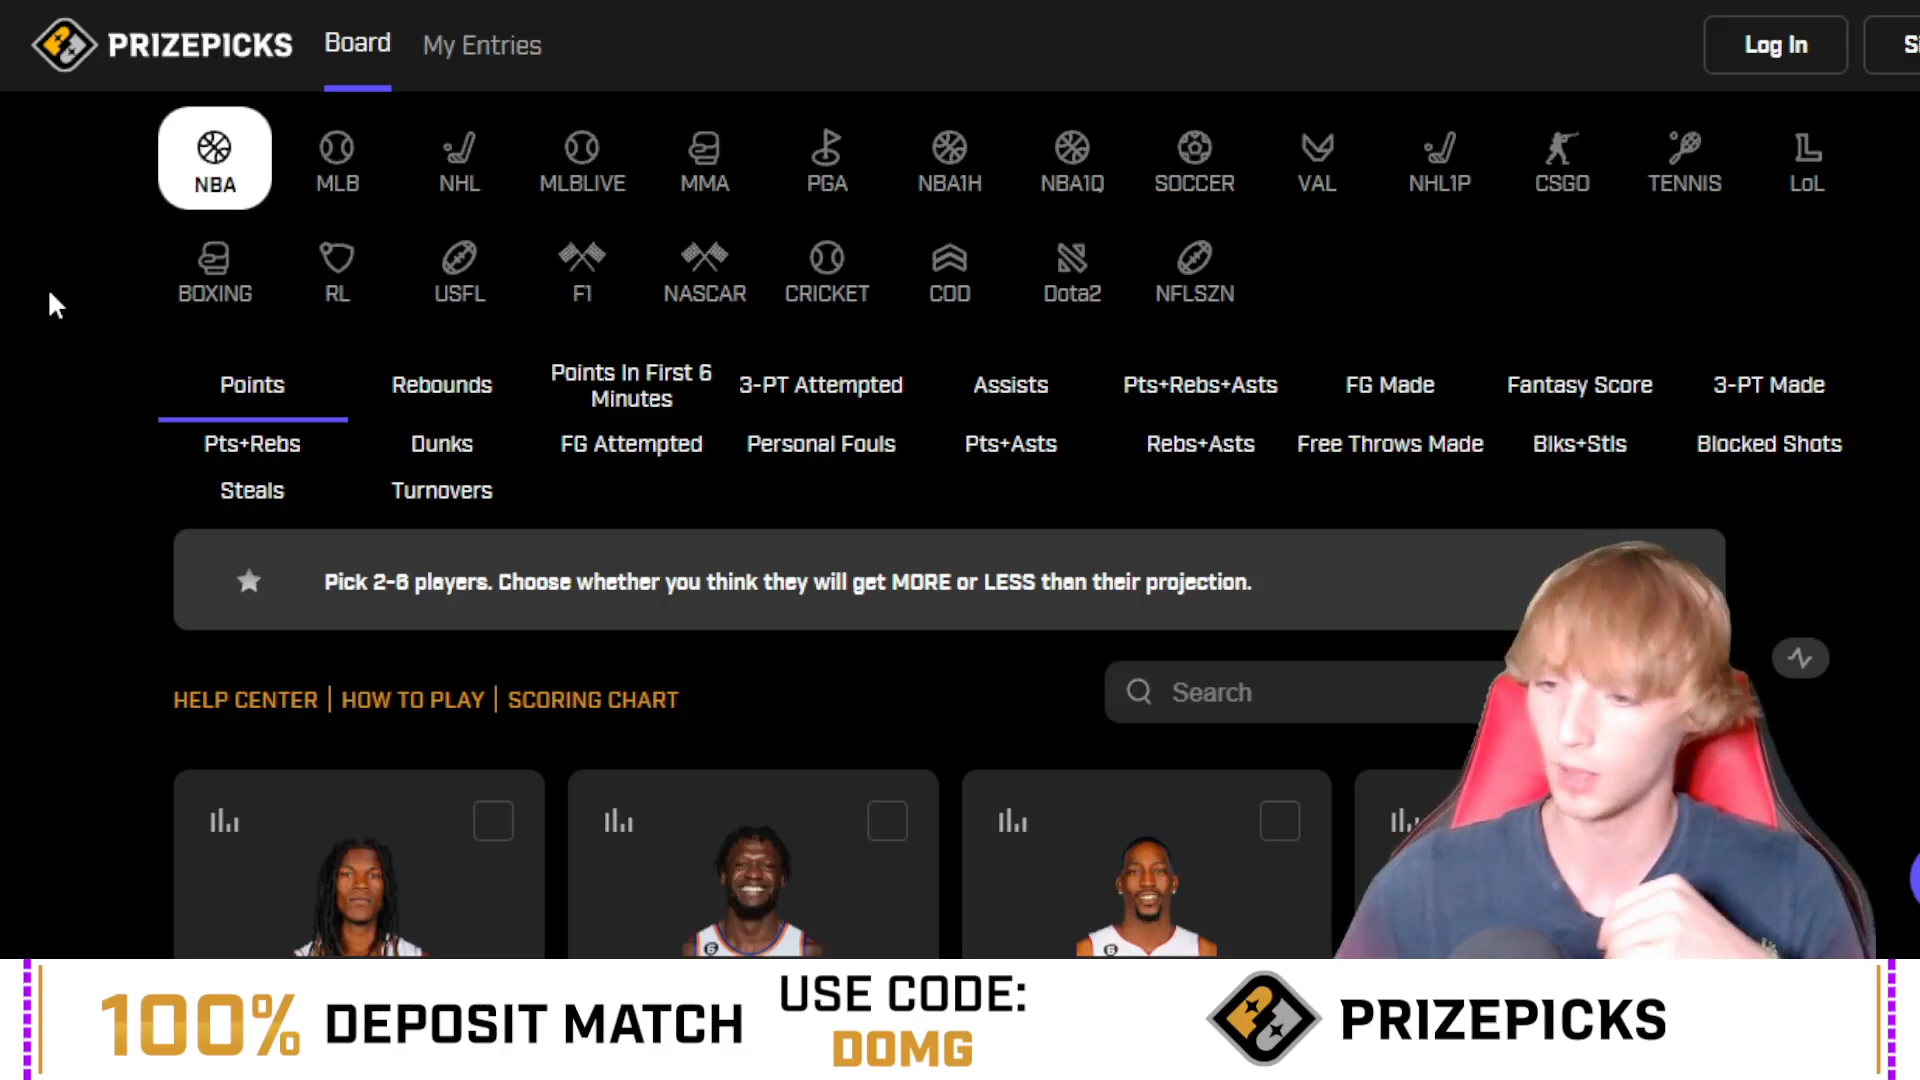 PRIZEPICKS Board My Entries Log In
NBA MLB NHL MLBLIVE MMA PGA NBA1H NBA1Q SOCCER VAL NHL1P CSGO TENNIS LoL
BOXING RL USFL F1 NASCAR CRICKET COD Dota2 NFLSZN
Points Rebounds Points In First 6 Minutes 3-PT Attempted Assists Pts+Rebs+Asts FG Made Fantasy Score 3-PT Made
Pts+Rebs Dunks FG Attempted Personal Fouls Pts+Asts Rebs+Asts Free Throws Made Blks+Stls Blocked Shots
Steals Turnovers
Pick 2-6 players. Choose whether you think they will get MORE or LESS than their projection.
HELP CENTER | HOW TO PLAY | SCORING CHART Search
100% DEPOSIT MATCH
USE CODE:
DOMG
PRIZEPICKS